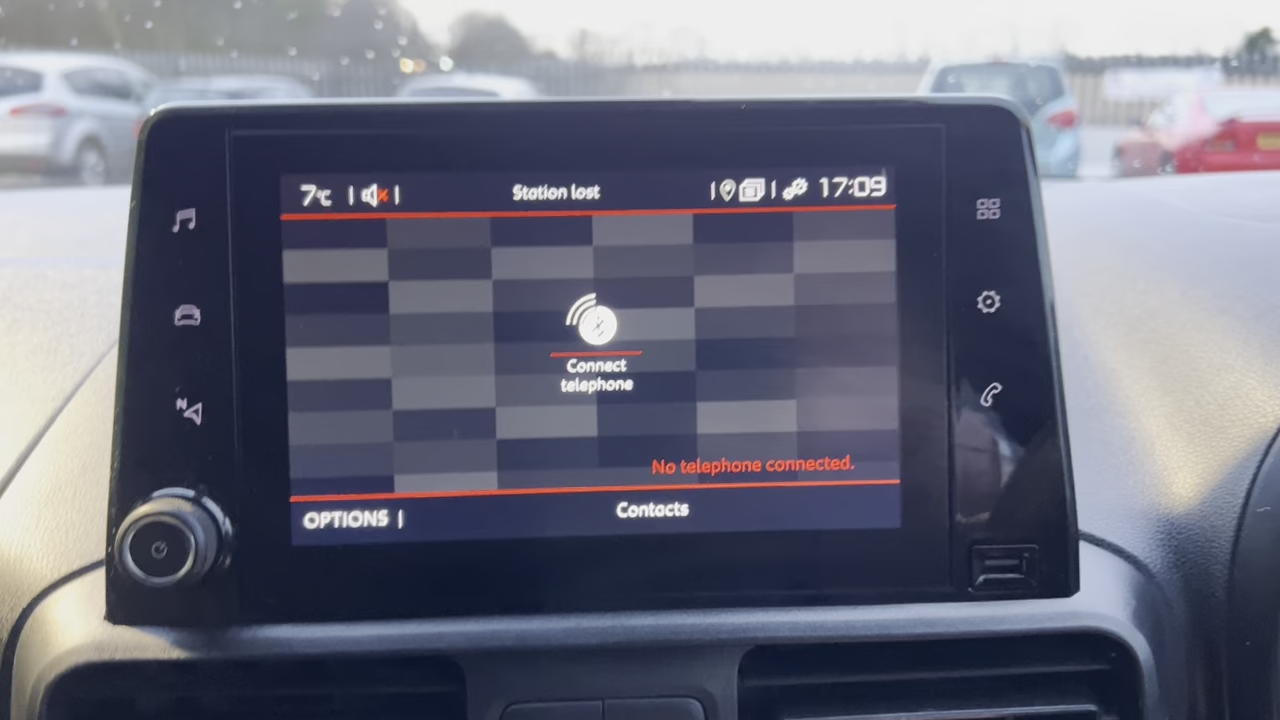 7°C | | Station lost | | 17:09
Connect
telephone
N
No telephone connected.
OPTIONS | Contacts